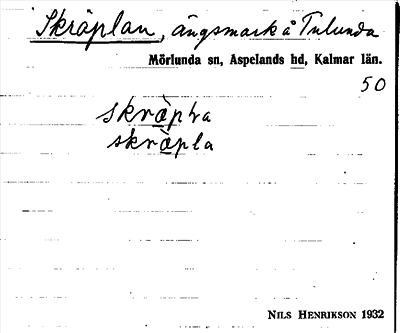 Skräplan, ängsmark å Tulunda
Mörlunda sn, Aspelands hd, Kalmar län.
50
skräpla
skräpla
NILS HENRIKSON 1932